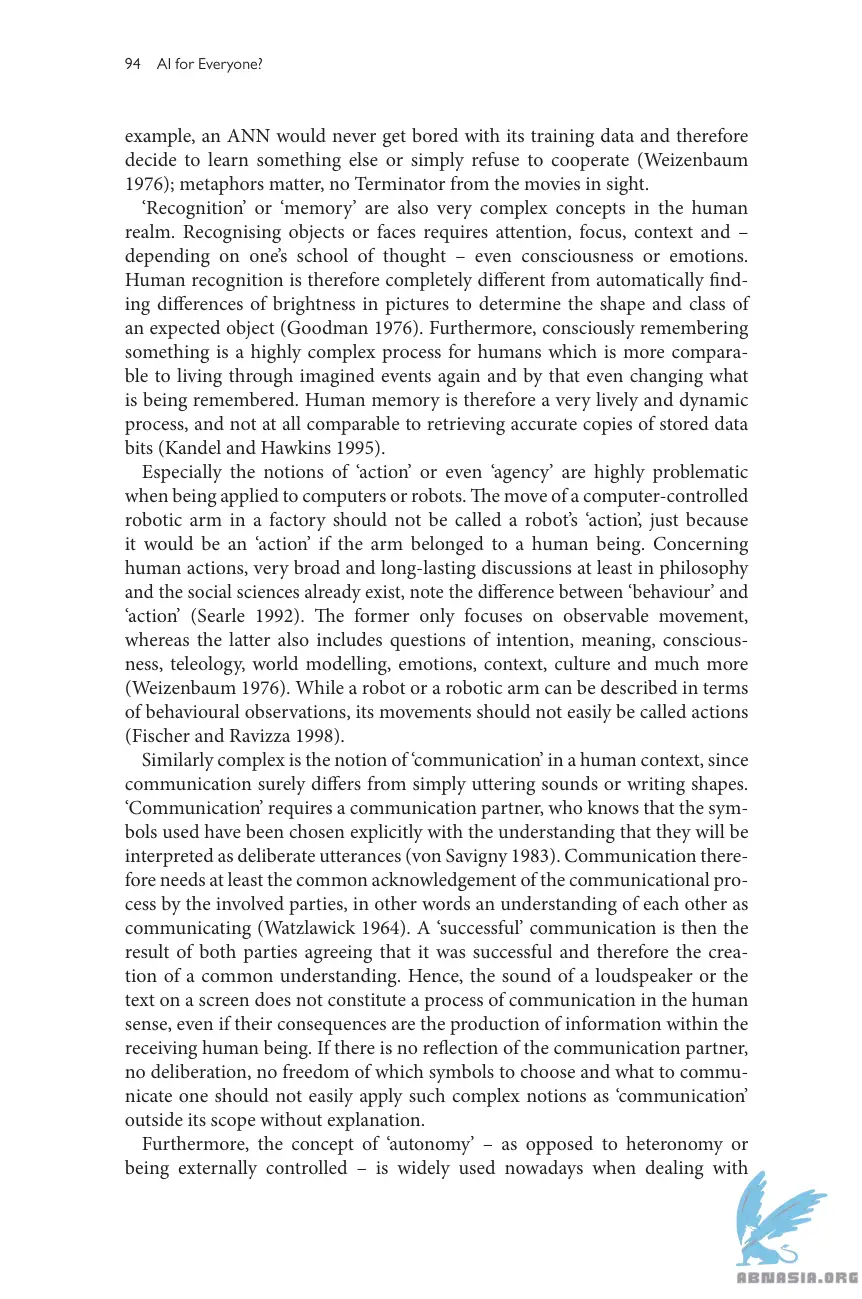 94 AI for Everyone?
example, an ANN would never get bored with its training data and therefore
decide to learn something else or simply refuse to cooperate (Weizenbaum
1976); metaphors matter, no Terminator from the movies in sight.
‘Recognition’ or ‘memory’ are also very complex concepts in the human
realm. Recognising objects or faces requires attention, focus, context and –
depending on one’s school of thought – even consciousness or emotions.
Human recognition is therefore completely different from automatically find-
ing differences of brightness in pictures to determine the shape and class of
an expected object (Goodman 1976). Furthermore, consciously remembering
something is a highly complex process for humans which is more compara-
ble to living through imagined events again and by that even changing what
is being remembered. Human memory is therefore a very lively and dynamic
process, and not at all comparable to retrieving accurate copies of stored data
bits (Kandel and Hawkins 1995).
Especially the notions of ‘action’ or even ‘agency’ are highly problematic
when being applied to computers or robots. The move of a computer-controlled
robotic arm in a factory should not be called a robot’s ‘action’, just because
it would be an ‘action’ if the arm belonged to a human being. Concerning
human actions, very broad and long-lasting discussions at least in philosophy
and the social sciences already exist, note the difference between ‘behaviour’ and
‘action’ (Searle 1992). The former only focuses on observable movement,
whereas the latter also includes questions of intention, meaning, conscious-
ness, teleology, world modelling, emotions, context, culture and much more
(Weizenbaum 1976). While a robot or a robotic arm can be described in terms
of behavioural observations, its movements should not easily be called actions
(Fischer and Ravizza 1998).
Similarly complex is the notion of ‘communication’ in a human context, since
communication surely differs from simply uttering sounds or writing shapes.
‘Communication’ requires a communication partner, who knows that the sym-
bols used have been chosen explicitly with the understanding that they will be
interpreted as deliberate utterances (von Savigny 1983). Communication there-
fore needs at least the common acknowledgement of the communicational pro-
cess by the involved parties, in other words an understanding of each other as
communicating (Watzlawick 1964). A ‘successful’ communication is then the
result of both parties agreeing that it was successful and therefore the crea-
tion of a common understanding. Hence, the sound of a loudspeaker or the
text on a screen does not constitute a process of communication in the human
sense, even if their consequences are the production of information within the
receiving human being. If there is no reflection of the communication partner,
no deliberation, no freedom of which symbols to choose and what to commu-
nicate one should not easily apply such complex notions as ‘communication’
outside its scope without explanation.
Furthermore, the concept of ‘autonomy’ – as opposed to heteronomy or
being externally controlled – is widely used nowadays when dealing with
ABNASIA.ORG